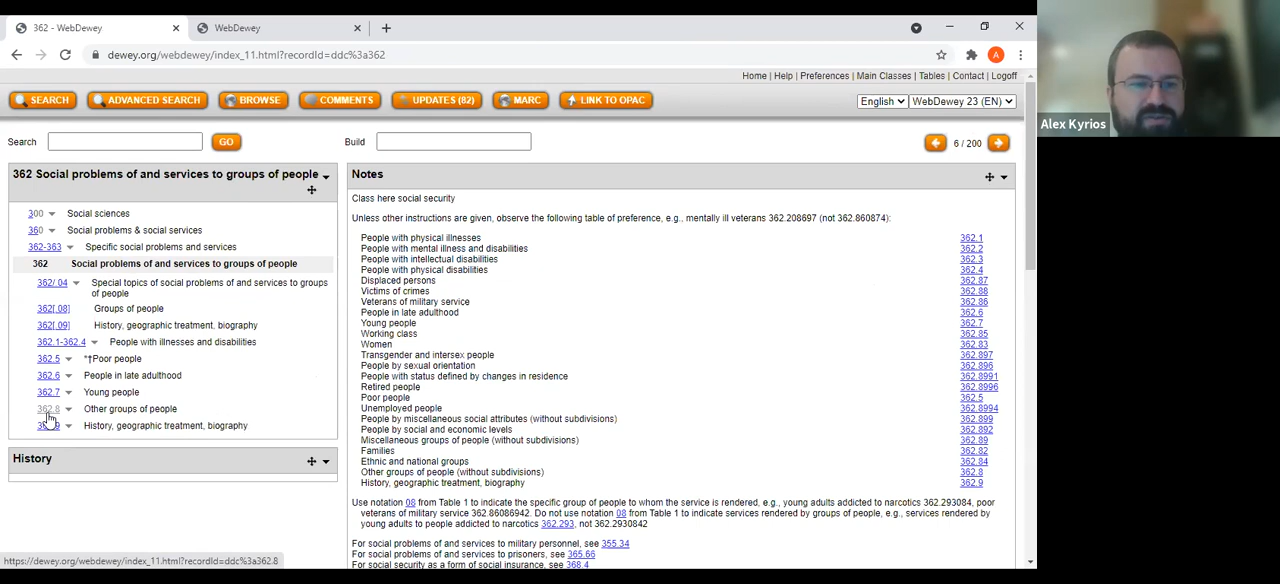 362 - WebDewey
WebDewey
dewey.org/webdewey/index_11.html?recordId=ddc%3a362
Home | Help | Preferences | Main Classes | Tables | Contact | Logoff
SEARCH ADVANCED SEARCH BROWSE COMMENTS UPDATES (82) MARC LINK TO OPAC English WebDewey 23 (EN)
Search GO Build 6 / 200
362 Social problems of and services to groups of people
300 Social sciences
360 Social problems & social services
362-363 Specific social problems and services
362 Social problems of and services to groups of people
362/.04 Special topics of social problems of and services to groups
of people
362[.08] Groups of people
362[.09] History, geographic treatment, biography
362.1-362.4 People with illnesses and disabilities
362.5 *†Poor people
362.6 People in late adulthood
362.7 Young people
362.8 Other groups of people
History, geographic treatment, biography
History
Notes
Class here social security
Unless other instructions are given, observe the following table of preference, e.g., mentally ill veterans 362.208697 (not 362.860874):
People with physical illnesses 362.1
People with mental illness and disabilities 362.2
People with intellectual disabilities 362.3
People with physical disabilities 362.4
Displaced persons 362.87
Victims of crimes 362.88
Veterans of military service 362.86
People in late adulthood 362.6
Young people 362.7
Working class 362.85
Women 362.83
Transgender and intersex people 362.897
People by sexual orientation 362.896
People with status defined by changes in residence 362.8991
Retired people 362.8996
Poor people 362.5
Unemployed people 362.8994
People by miscellaneous social attributes (without subdivisions) 362.899
People by social and economic levels 362.892
Miscellaneous groups of people (without subdivisions) 362.89
Families 362.82
Ethnic and national groups 362.84
Other groups of people (without subdivisions) 362.8
History, geographic treatment, biography 362.9
Use notation 08 from Table 1 to indicate the specific group of people to whom the service is rendered, e.g., young adults addicted to narcotics 362.293084, poor
veterans of military service 362.86086942. Do not use notation 08 from Table 1 to indicate services rendered by groups of people, e.g., services rendered by
young adults to people addicted to narcotics 362.293, not 362.2930842
For social problems of and services to military personnel, see 355.34
For social problems of and services to prisoners, see 365.66
For social security as a form of social insurance, see 368.4
https://dewey.org/webdewey/index_11.html?recordId=ddc%3a362.8
Alex Kyrios